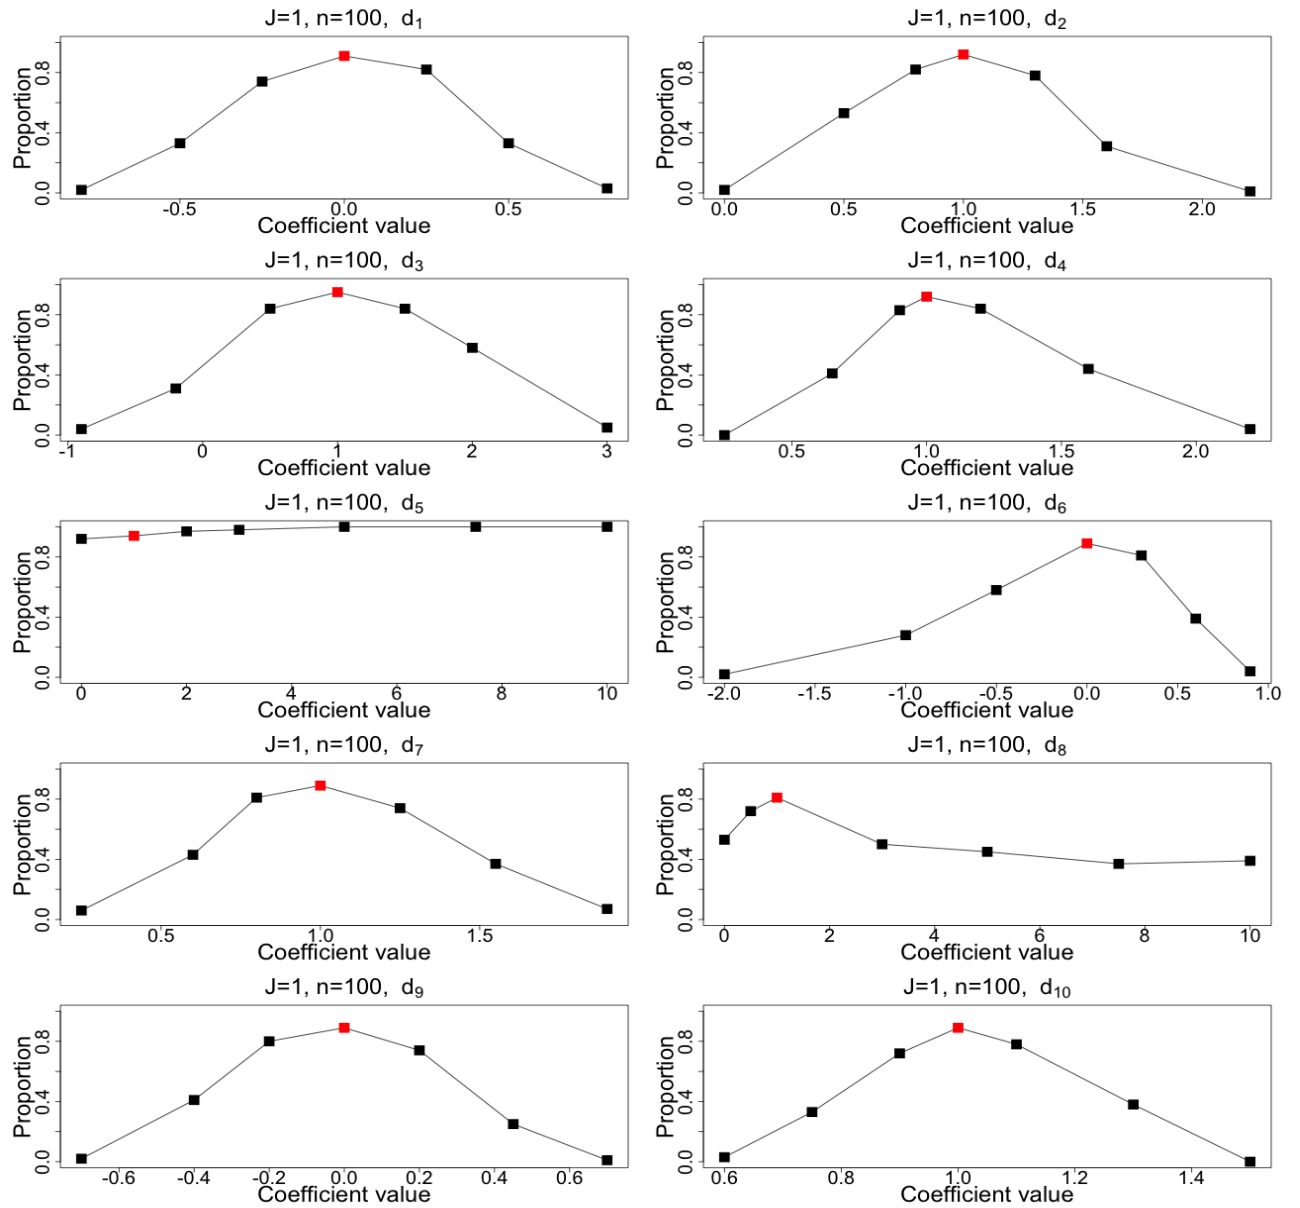 J=1, n=100, d1
Proportion
0.0 0.4 0.8
-0.5 0.0 0.5
Coefficient value
J=1, n=100, d2
Proportion
0.0 0.4 0.8
0.0 0.5 1.0 1.5 2.0
Coefficient value
J=1, n=100, d3
Proportion
0.0 0.4 0.8
-1 0 1 2 3
Coefficient value
J=1, n=100, d4
Proportion
0.0 0.4 0.8
0.5 1.0 1.5 2.0
Coefficient value
J=1, n=100, d5
Proportion
0.0 0.4 0.8
0 2 4 6 8 10
Coefficient value
J=1, n=100, d6
Proportion
0.0 0.4 0.8
-2.0 -1.5 -1.0 -0.5 0.0 0.5 1.0
Coefficient value
J=1, n=100, d7
Proportion
0.0 0.4 0.8
0.5 1.0 1.5
Coefficient value
J=1, n=100, d8
Proportion
0.0 0.4 0.8
0 2 4 6 8 10
Coefficient value
J=1, n=100, d9
Proportion
0.0 0.4 0.8
-0.6 -0.4 -0.2 0.0 0.2 0.4 0.6
Coefficient value
J=1, n=100, d10
Proportion
0.0 0.4 0.8
0.6 0.8 1.0 1.2 1.4
Coefficient value